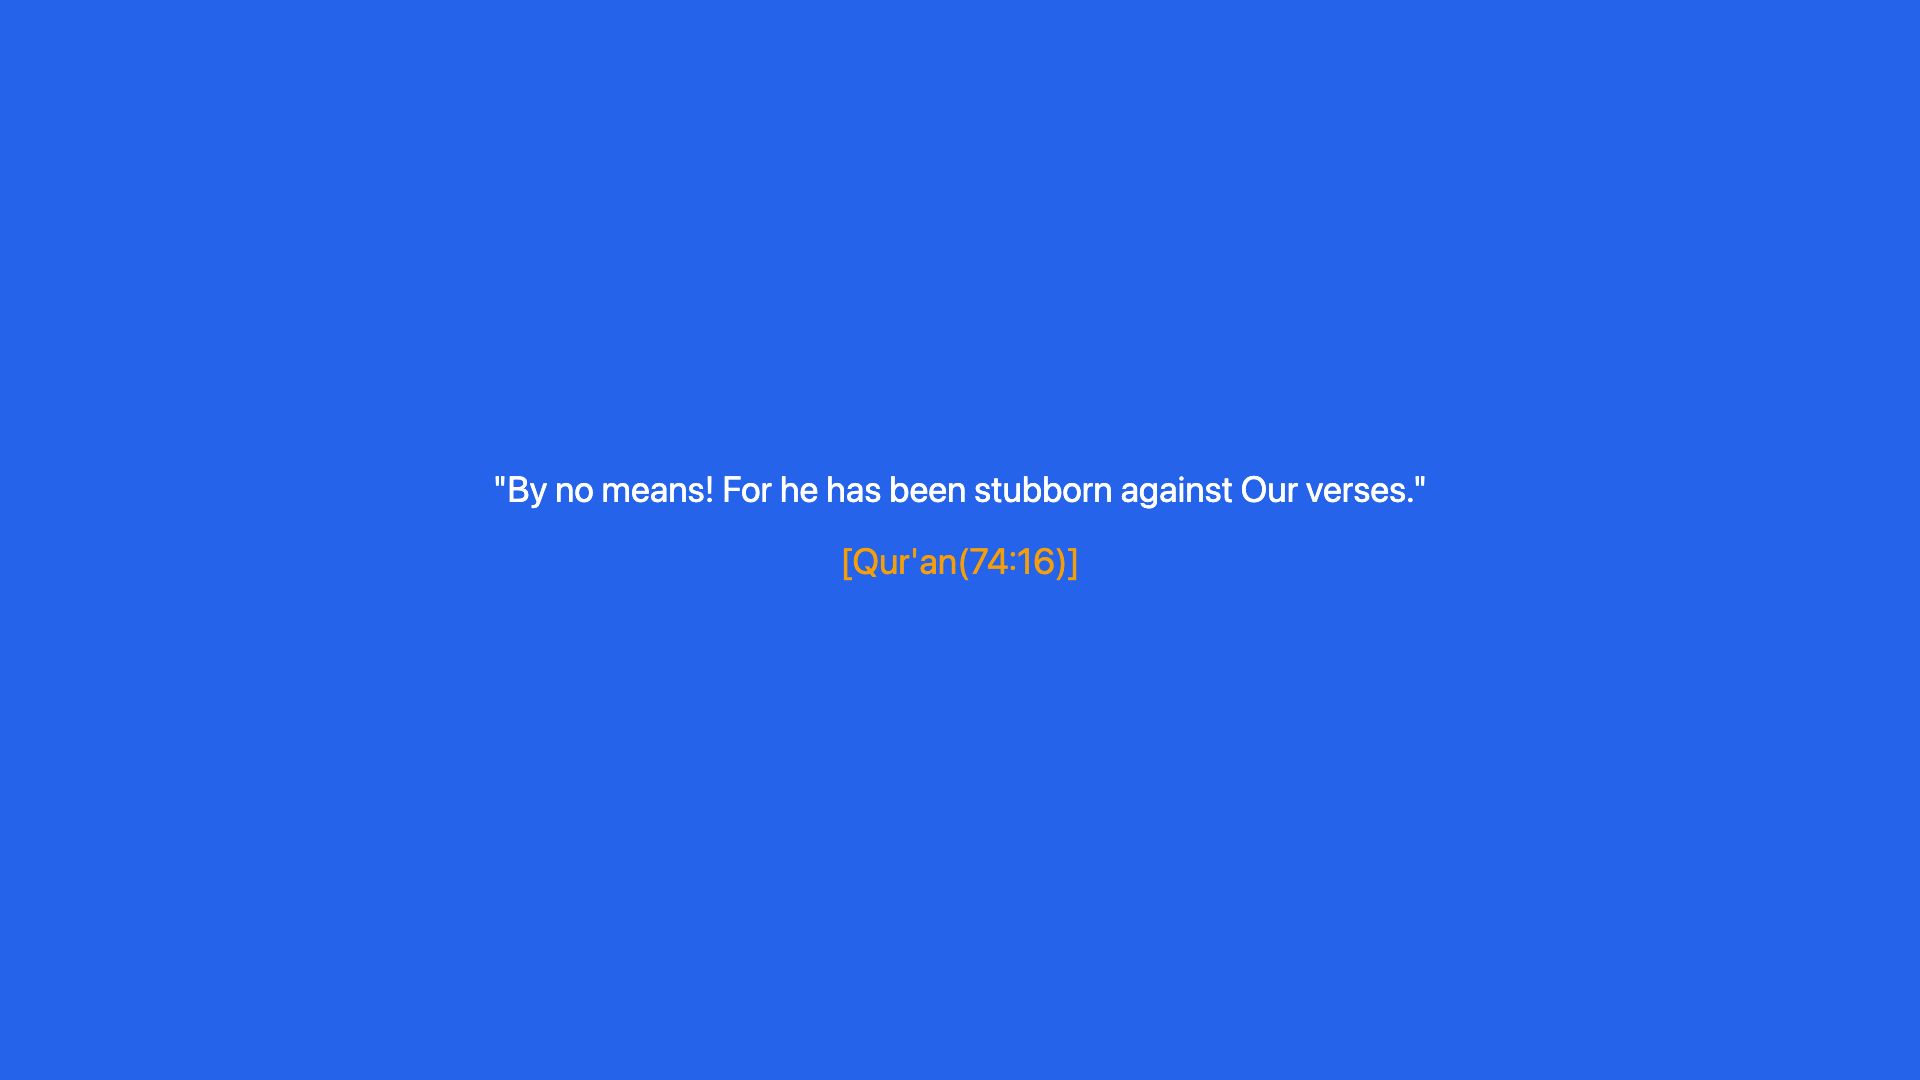 "By no means! For he has been stubborn against Our verses."
[Qur'an(74:16)]